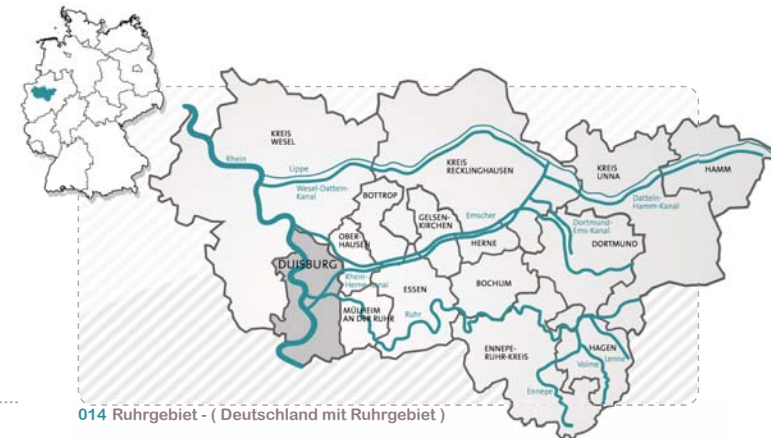 KREIS
WESEL
Rhein
Lippe
Wesel-Datteln-
Kanal
KREIS
RECKLINGHAUSEN
KREIS
UNNA
HAMM
Datteln-
Hamm-Kanal
BOTTROP
GELSEN-
KIRCHEN
Emscher
Dortmund-
Ems-Kanal
OBER-
HAUSEN
HERNE
DORTMUND
DUISBURG
Rhein-
Herne-Kanal
ESSEN
BOCHUM
MÜLHEIM
AN DER RUHR
Ruhr
ENNEPE-
RUHR-KREIS
HAGEN
Volme
Lenne
Ennepe
014 Ruhrgebiet - ( Deutschland mit Ruhrgebiet )